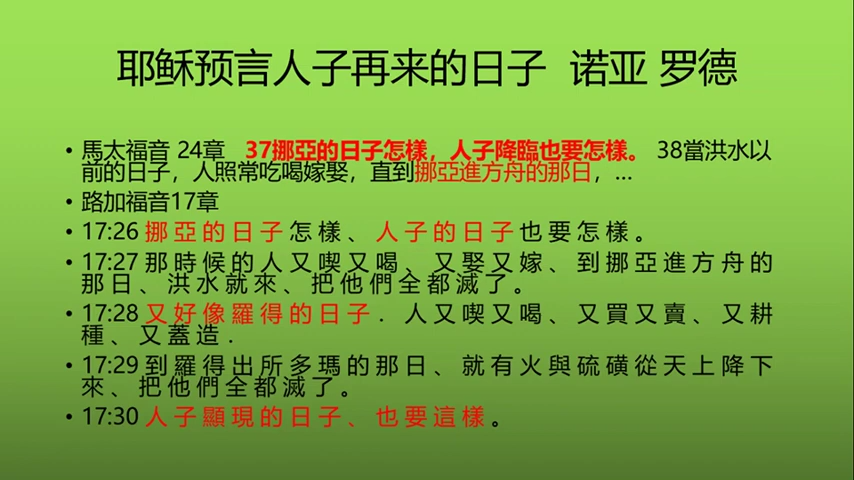 耶稣预言人子再来的日子 诺亚 罗德
• 馬太福音 24章 37挪亞的日子怎樣，人子降臨也要怎樣。 38當洪水以
前的日子，人照常吃喝嫁娶，直到挪亞進方舟的那日，…
• 路加福音17章
• 17:26 挪亞的日子怎樣、人子的日子也要怎樣。
• 17:27 那時候的人又喫又喝、又娶又嫁、到挪亞進方舟的
那日、洪水就來、把他們全都滅了。
• 17:28 又好像羅得的日子．人又喫又喝、又買又賣、又耕
種、又蓋造．
• 17:29 到羅得出所多瑪的那日、就有火與硫磺從天上降下
來、把他們全都滅了。
• 17:30 人子顯現的日子、也要這樣。